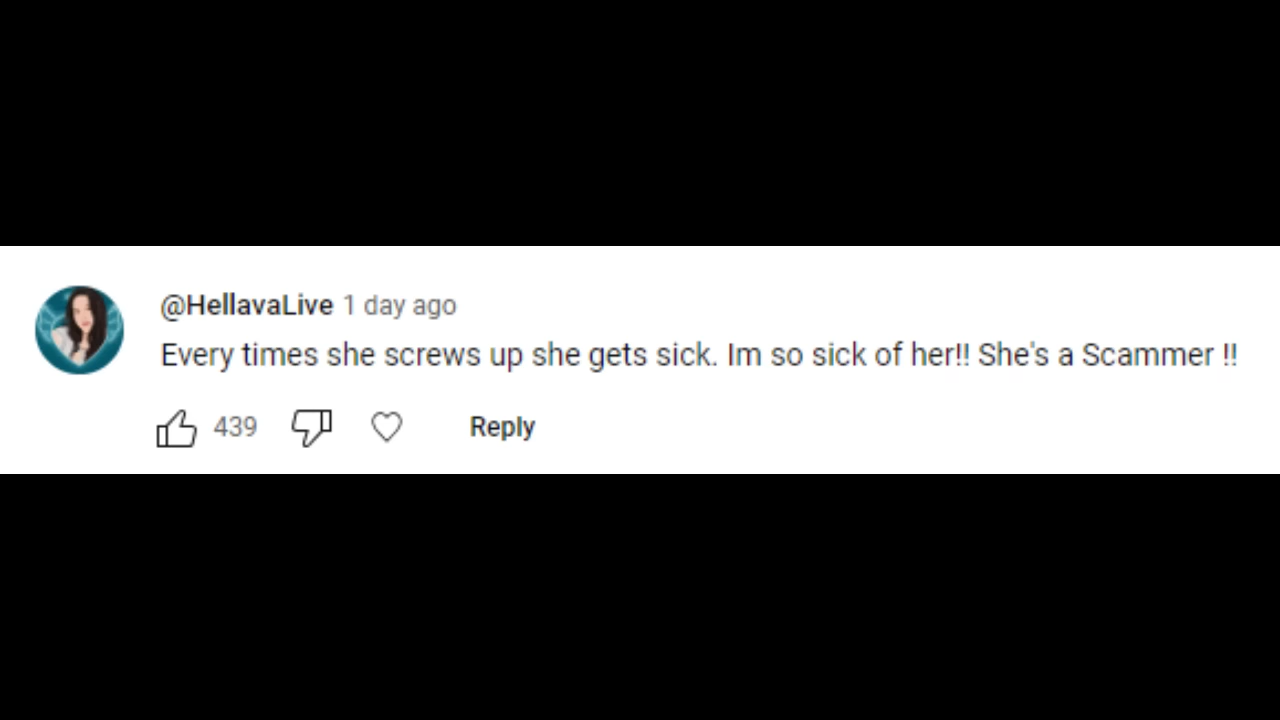 @HellavaLive 1 day ago
Every times she screws up she gets sick. Im so sick of her!! She's a Scammer !!
439 Reply